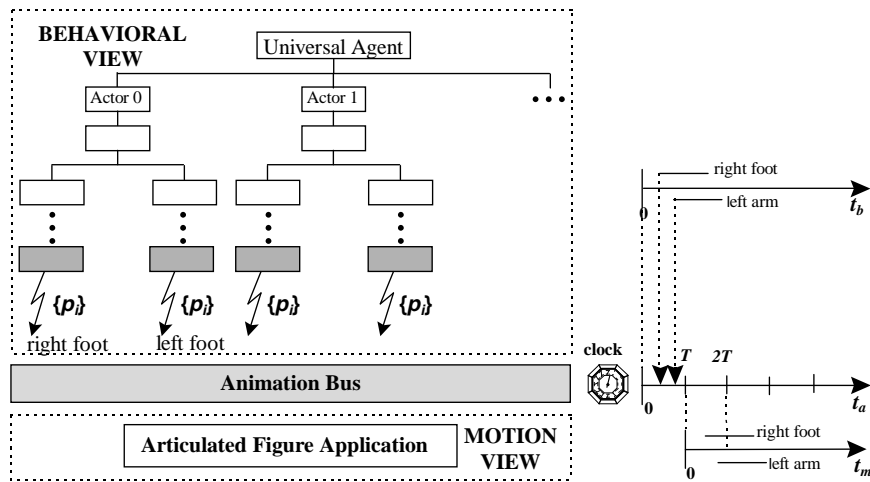 BEHAVIORAL
VIEW
Universal Agent
Actor 0
Actor 1
{pi}
{pi}
{pi}
{pi}
right foot
left foot
Animation Bus
Articulated Figure Application
MOTION
VIEW
clock
right foot
left arm
0
tb
T
2T
0
ta
right foot
left arm
0
tm